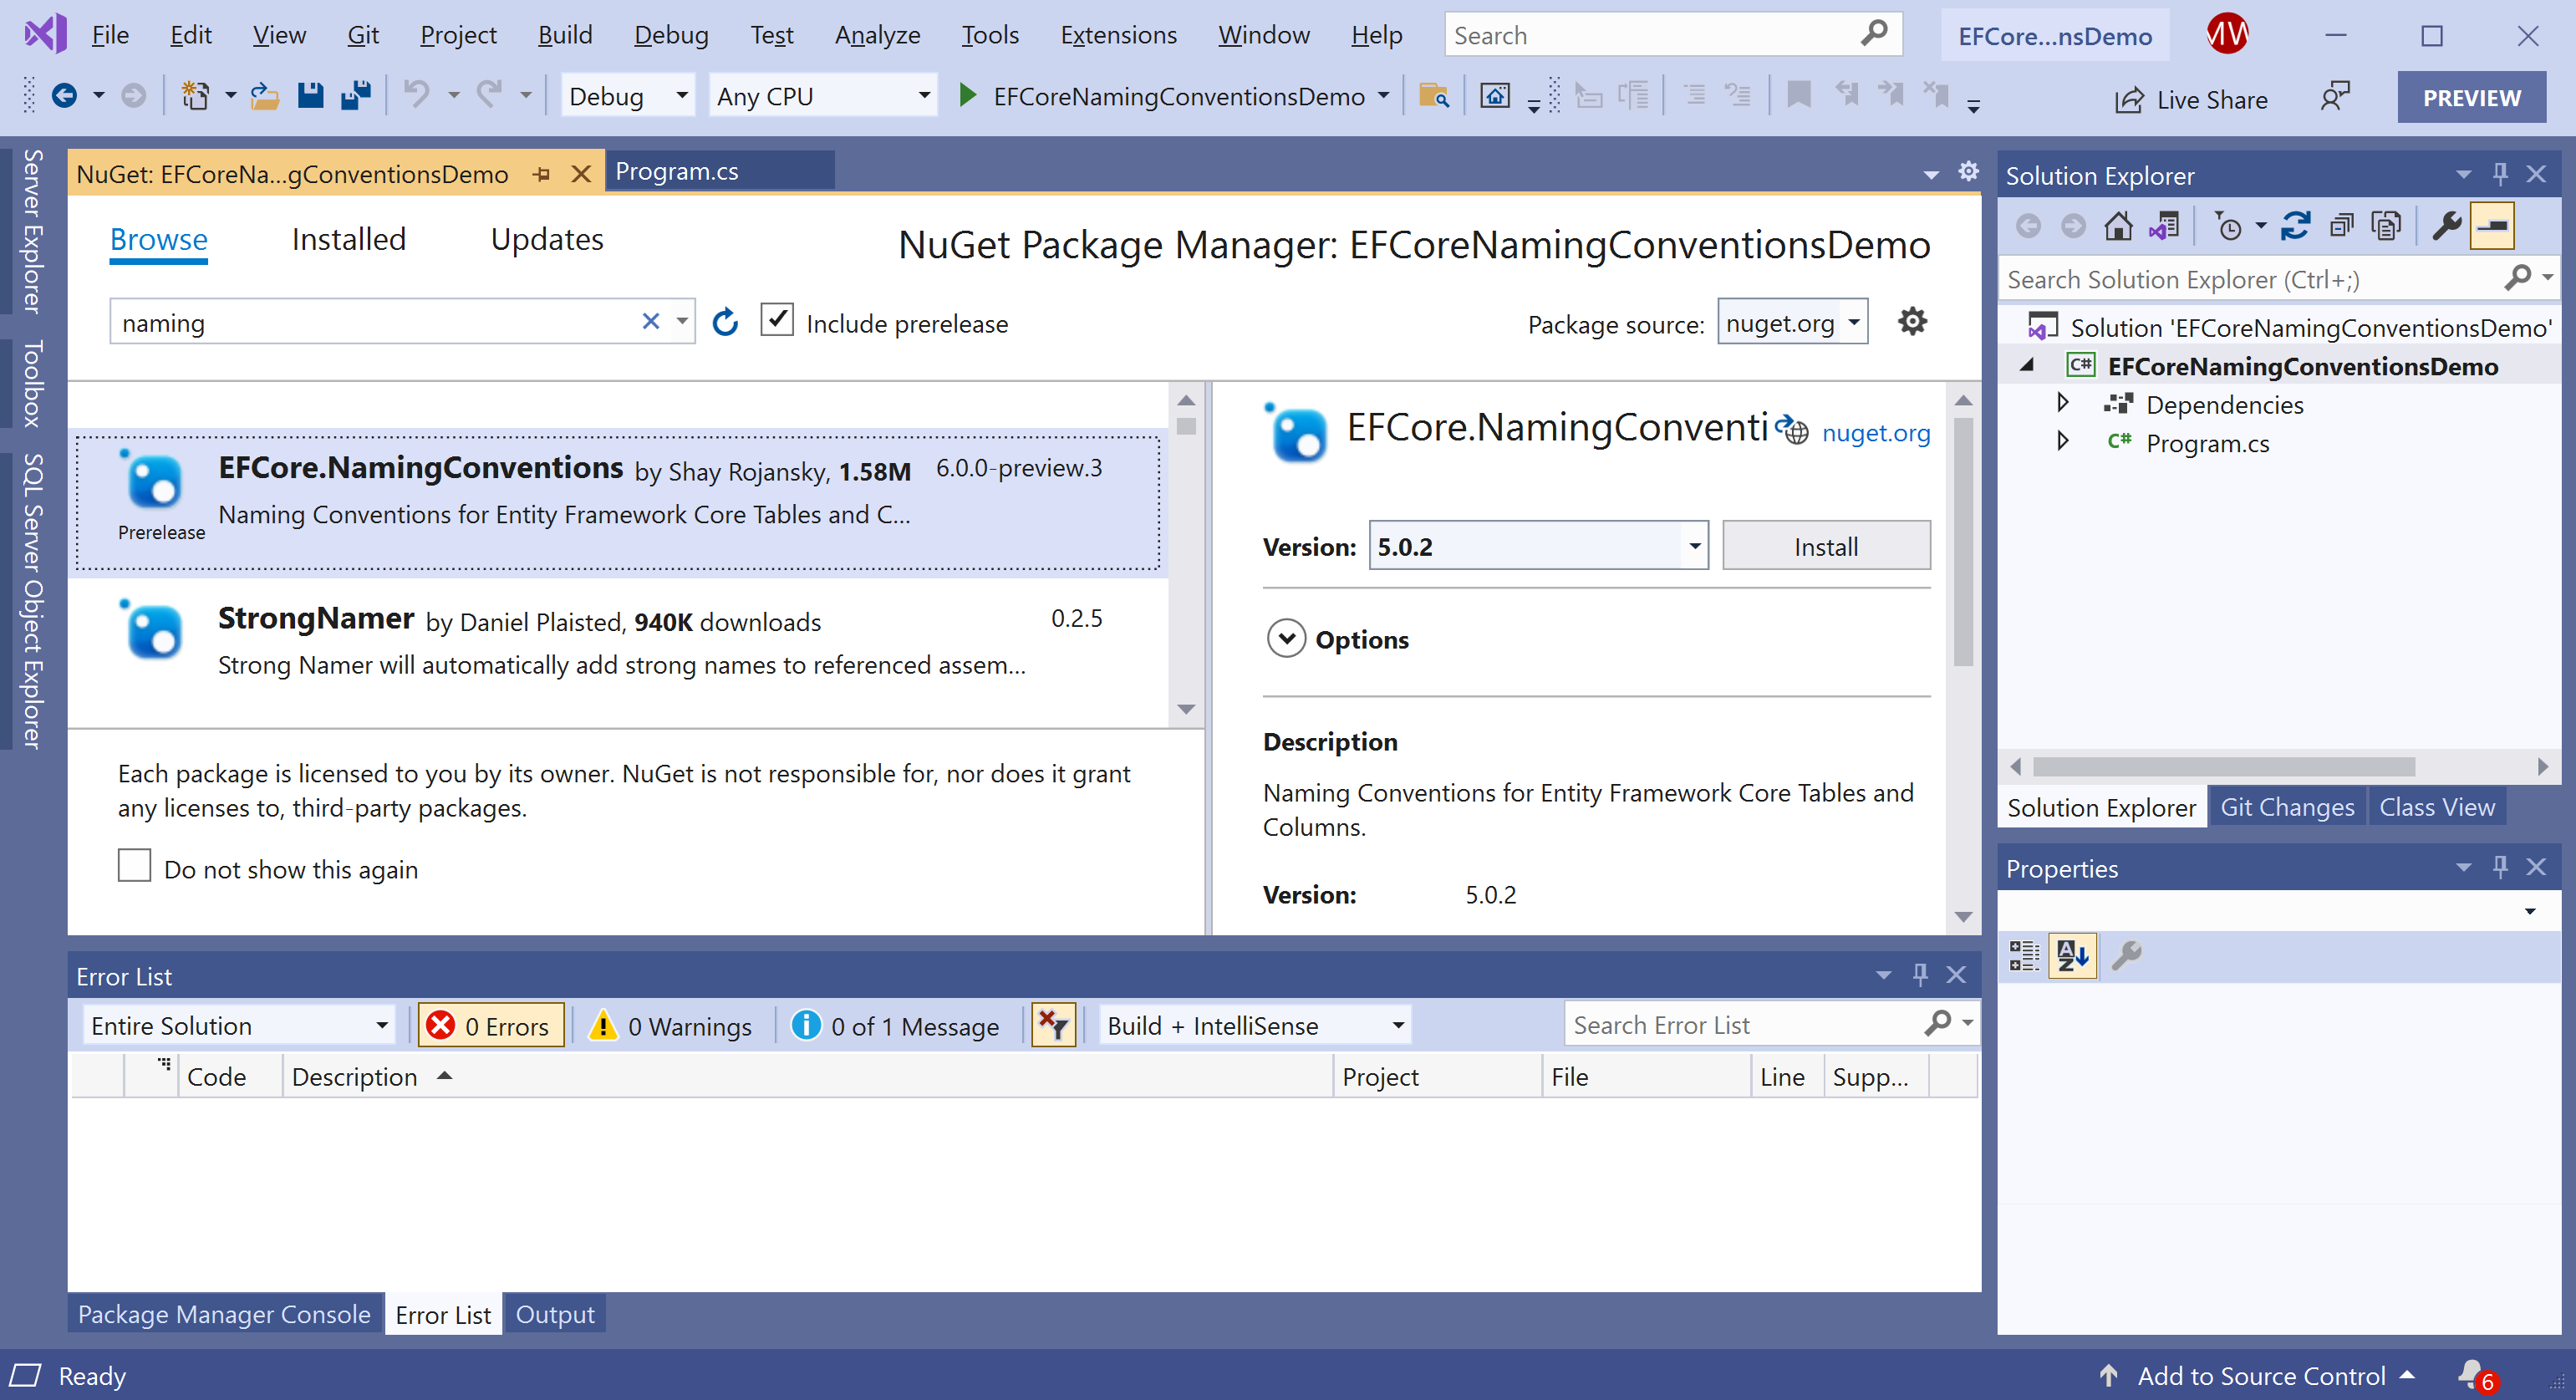 File Edit View Git Project Build Debug Test Analyze Tools Extensions Window Help Search EFCore...nsDemo MW
Debug Any CPU EFCoreNamingConventionsDemo Live Share PREVIEW
Server Explorer
Toolbox
SQL Server Object Explorer
NuGet: EFCoreNa...gConventionsDemo Program.cs
Browse Installed Updates NuGet Package Manager: EFCoreNamingConventionsDemo
naming Include prerelease Package source: nuget.org
EFCore.NamingConventions by Shay Rojansky, 1.58M 6.0.0-preview.3
Naming Conventions for Entity Framework Core Tables and C...
Prerelease
StrongNamer by Daniel Plaisted, 940K downloads 0.2.5
Strong Namer will automatically add strong names to referenced assem...
Each package is licensed to you by its owner. NuGet is not responsible for, nor does it grant
any licenses to, third-party packages.
Do not show this again
EFCore.NamingConventi nuget.org
Version: 5.0.2 Install
Options
Description
Naming Conventions for Entity Framework Core Tables and
Columns.
Version: 5.0.2
Error List
Entire Solution 0 Errors 0 Warnings 0 of 1 Message Build + IntelliSense Search Error List
Code Description Project File Line Supp...
Package Manager Console Error List Output
Solution Explorer
Search Solution Explorer (Ctrl+;)
Solution 'EFCoreNamingConventionsDemo'
C# EFCoreNamingConventionsDemo
Dependencies
C# Program.cs
Solution Explorer Git Changes Class View
Properties
AZ
Ready Add to Source Control 6